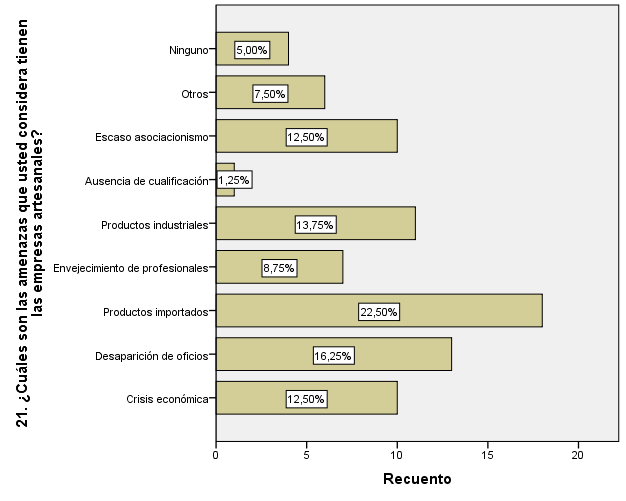 21. ¿Cuáles son las amenazas que usted considera tienen
las empresas artesanales?
Ninguno 5,00%
Otros 7,50%
Escaso asociacionismo 12,50%
Ausencia de cualificación 1,25%
Productos industriales 13,75%
Envejecimiento de profesionales 8,75%
Productos importados 22,50%
Desaparición de oficios 16,25%
Crisis económica 12,50%
0 5 10 15 20
Recuento